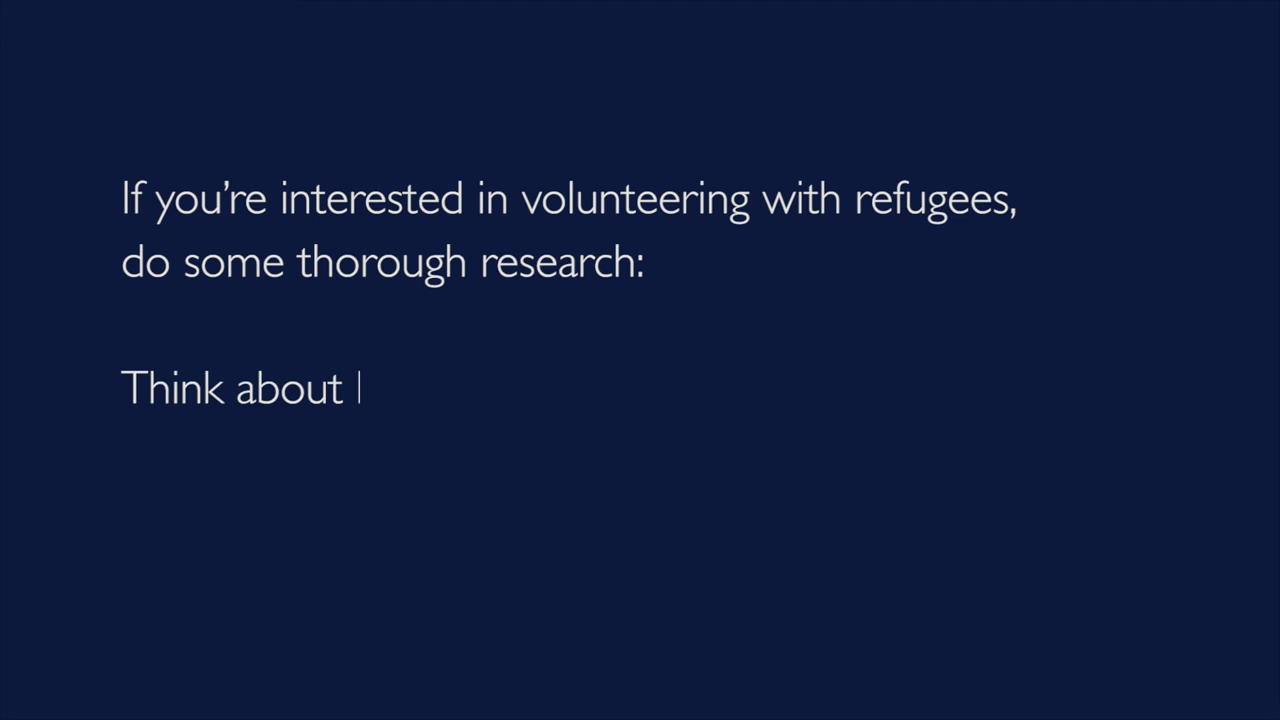 If you’re interested in volunteering with refugees,
do some thorough research:
Think about